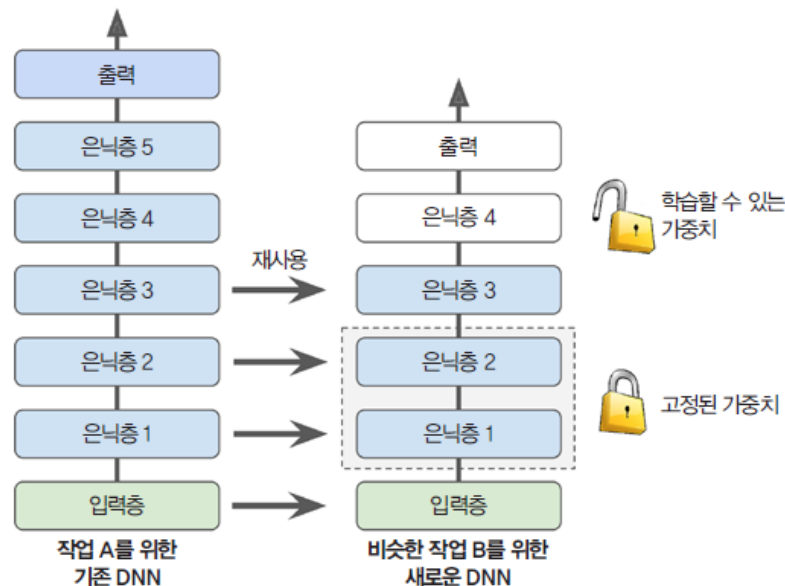 출력
은닉층 5
은닉층 4
은닉층 3
은닉층 2
은닉층 1
입력층
작업 A를 위한
기존 DNN
재사용
출력
은닉층 4
은닉층 3
은닉층 2
은닉층 1
입력층
비슷한 작업 B를 위한
새로운 DNN
학습할 수 있는
가중치
고정된 가중치